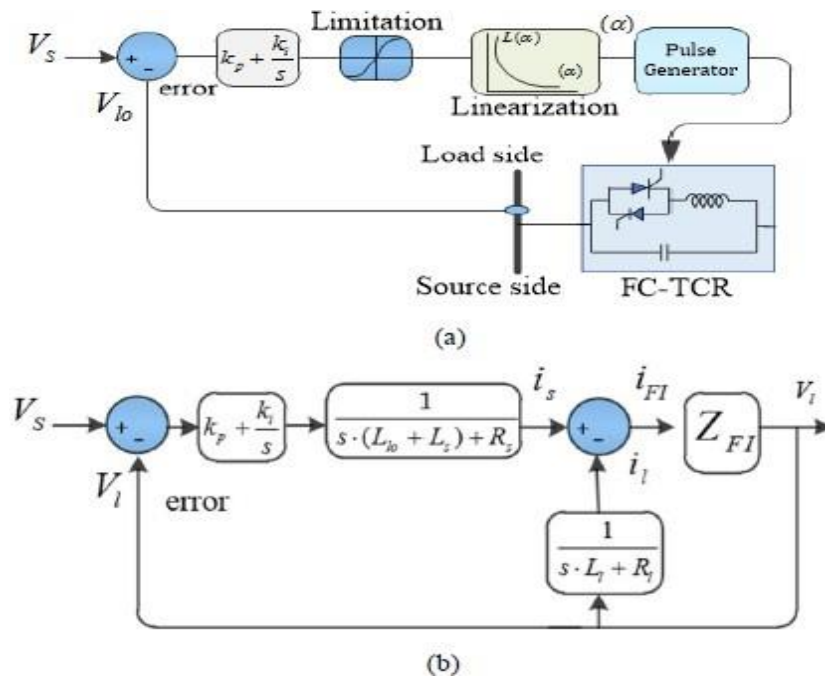 V_s
+ -
error
V_lo
k_p + k_i/s
Limitation
L(α)
(α)
Linearization
(α)
Pulse
Generator
Load side
Source side
FC-TCR
(a)
V_s
+ -
V_l
error
k_p + k_i/s
1/(s·(L_lo + L_s) + R_s)
i_s
+ -
i_l
i_FI
Z_FI
V_l
1/(s·L_l + R_l)
(b)